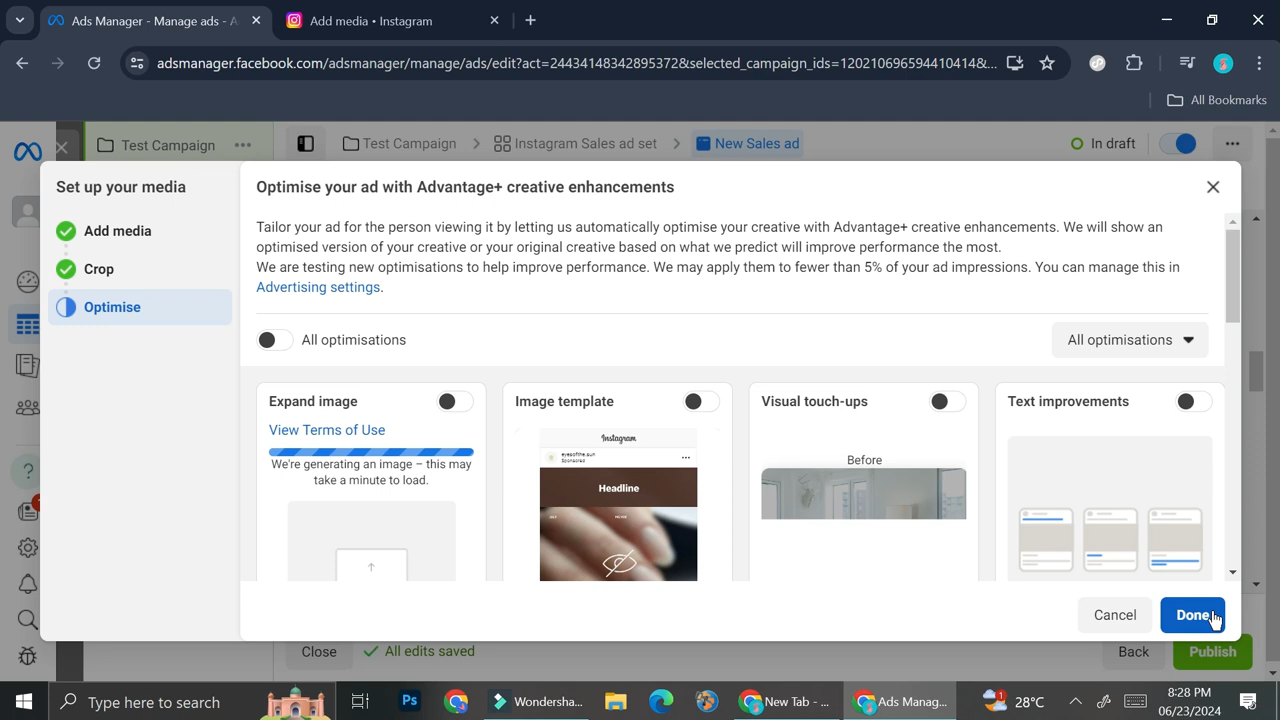 Ads Manager - Manage ads - A
Add media • Instagram
adsmanager.facebook.com/adsmanager/manage/ads/edit?act=24434148342895372&selected_campaign_ids=1202106965944104 14&...
All Bookmarks
Test Campaign
Test Campaign
Instagram Sales ad set
New Sales ad
In draft
Set up your media
Add media
Crop
Optimise
Optimise your ad with Advantage+ creative enhancements
Tailor your ad for the person viewing it by letting us automatically optimise your creative with Advantage+ creative enhancements. We will show an
optimised version of your creative or your original creative based on what we predict will improve performance the most.
We are testing new optimisations to help improve performance. We may apply them to fewer than 5% of your ad impressions. You can manage this in
Advertising settings.
All optimisations
All optimisations
Expand image
View Terms of Use
We're generating an image – this may
take a minute to load.
Image template
Instagram
eyesofthe.sun
Sponsored
Headline
Visual touch-ups
Before
Text improvements
Cancel
Done
Close
All edits saved
Back
Publish
Type here to search
Ps
Wondersha...
New Tab - ...
Ads Manag...
28°C
8:28 PM
06/23/2024